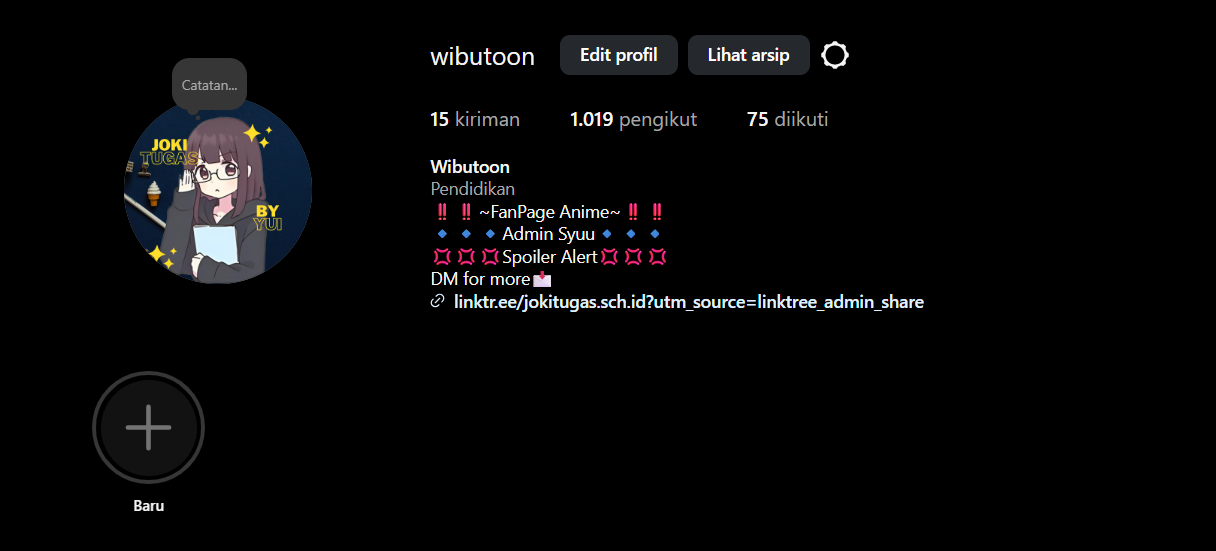 wibutoon Edit profil Lihat arsip
Catatan...
15 kiriman 1.019 pengikut 75 diikuti
JOKI
TUGAS
BY
YUI
Wibutoon
Pendidikan
‼️‼️~FanPage Anime~‼️‼️
🔹🔹🔹Admin Syuu🔹🔹🔹
💢💢💢Spoiler Alert💢💢💢
DM for more📩
linktr.ee/jokitugas.sch.id?utm_source=linktree_admin_share
Baru